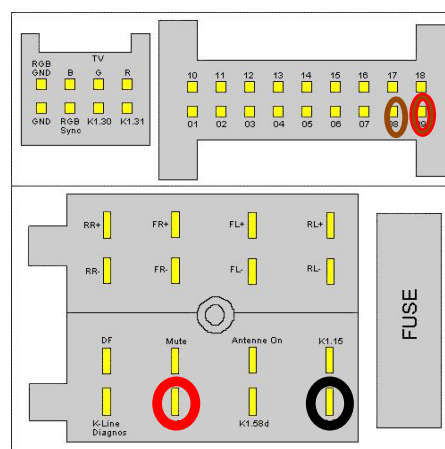 TV
RGB
GND
B
G
R
GND
RGB
Sync
K1.30
K1.31
10 11 12 13 14 15 16 17 18
01 02 03 04 05 06 07 08 09
RR+ FR+ FL+ RL+
RR- FR- FL- RL-
DF Mute Antenne On K1.15
K-Line
Diagnos
K1.58d
FUSE